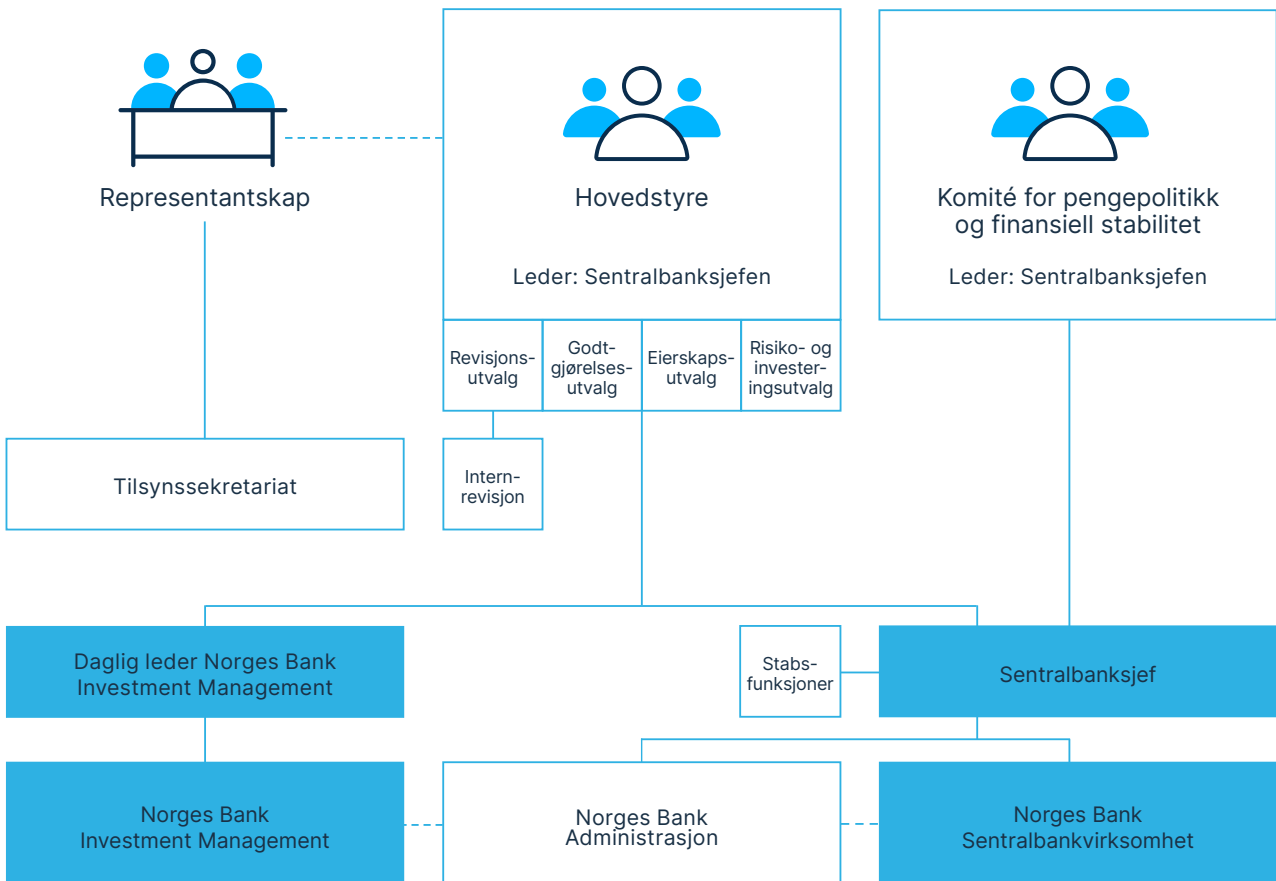 Representantskap
Hovedstyre
Leder: Sentralbanksjefen
Komité for pengepolitikk
og finansiell stabilitet
Leder: Sentralbanksjefen
Revisjons-
utvalg
Godt-
gjørelses-
utvalg
Eierskaps-
utvalg
Risiko- og
invester-
ingsutvalg
Tilsynssekretariat
Intern-
revisjon
Daglig leder Norges Bank
Investment Management
Stabs-
funksjoner
Sentralbanksjef
Norges Bank
Investment Management
Norges Bank
Administrasjon
Norges Bank
Sentralbankvirksomhet